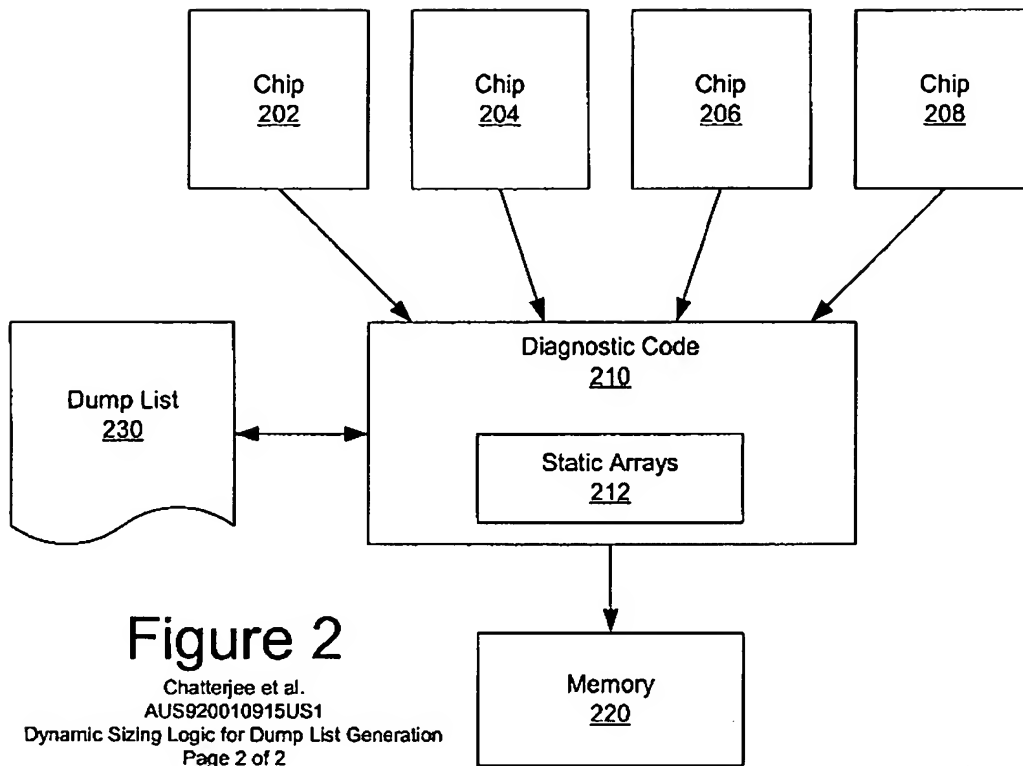 Chip
202
Chip
204
Chip
206
Chip
208
Diagnostic Code
210
Dump List
230
Static Arrays
212
Memory
220
Figure 2
Chatterjee et al.
AUS920010915US1
Dynamic Sizing Logic for Dump List Generation
Page 2 of 2